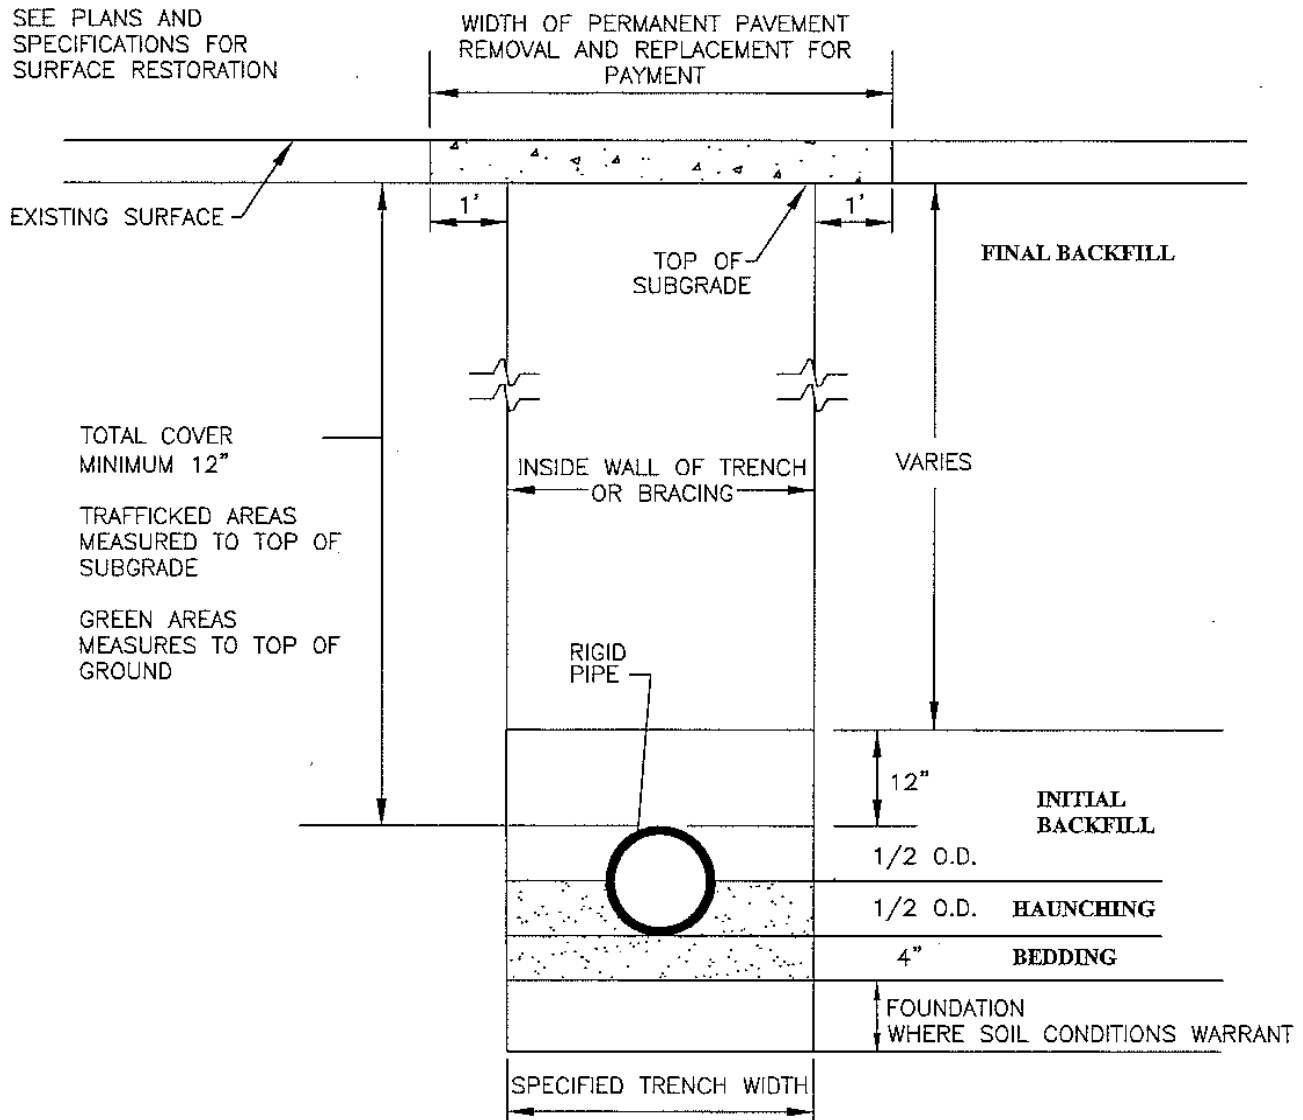 SEE PLANS AND
SPECIFICATIONS FOR
SURFACE RESTORATION
WIDTH OF PERMANENT PAVEMENT
REMOVAL AND REPLACEMENT FOR
PAYMENT
EXISTING SURFACE
1'
1'
TOP OF
SUBGRADE
FINAL BACKFILL
TOTAL COVER
MINIMUM 12"
TRAFFICKED AREAS
MEASURED TO TOP OF
SUBGRADE
GREEN AREAS
MEASURES TO TOP OF
GROUND
INSIDE WALL OF TRENCH
OR BRACING
VARIES
RIGID
PIPE
12"
INITIAL
BACKFILL
1/2 O.D.
1/2 O.D. HAUNCHING
4" BEDDING
FOUNDATION
WHERE SOIL CONDITIONS WARRANT
SPECIFIED TRENCH WIDTH